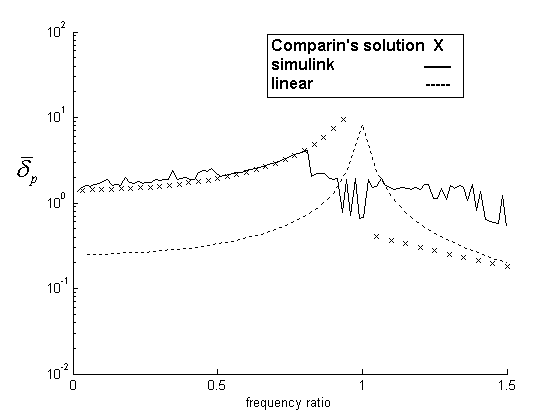 10^2
Comparin's solution X
simulink
linear
10^1
δ_p|
10^0
10^-1
10^-2
0
0.5
1
1.5
frequency ratio